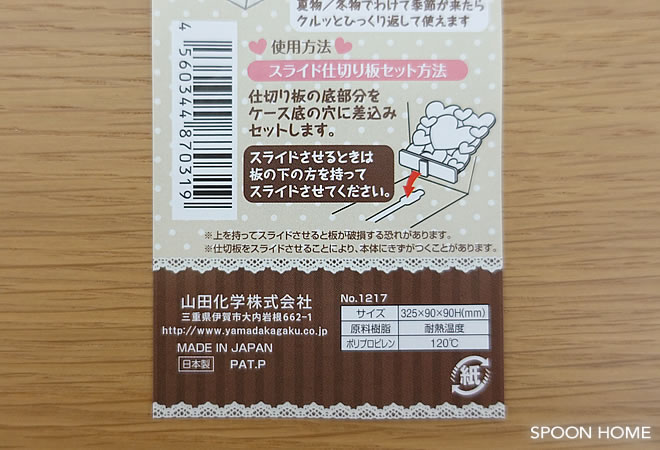 夏物／冬物でわけて季節が来たら
クルッとひっくり返して使えます
使用方法
スライド仕切り板セット方法
仕切り板の底部分を
ケース底の穴に差込み
セットします。
スライドさせるときは
板の下の方を持って
スライドさせてください。
※上を持ってスライドさせると板が破損する恐れがあります。
※仕切板をスライドさせることにより、本体にきずがつくことがあります。
4 560344 870319
山田化学株式会社
三重県伊賀市大内岩根662-1
http://www.yamadakagaku.co.jp
MADE IN JAPAN
日本製 PAT.P
No.1217
サイズ 325×90×90H(mm)
原料樹脂 耐熱温度
ポリプロピレン 120℃
紙
SPOON HOME